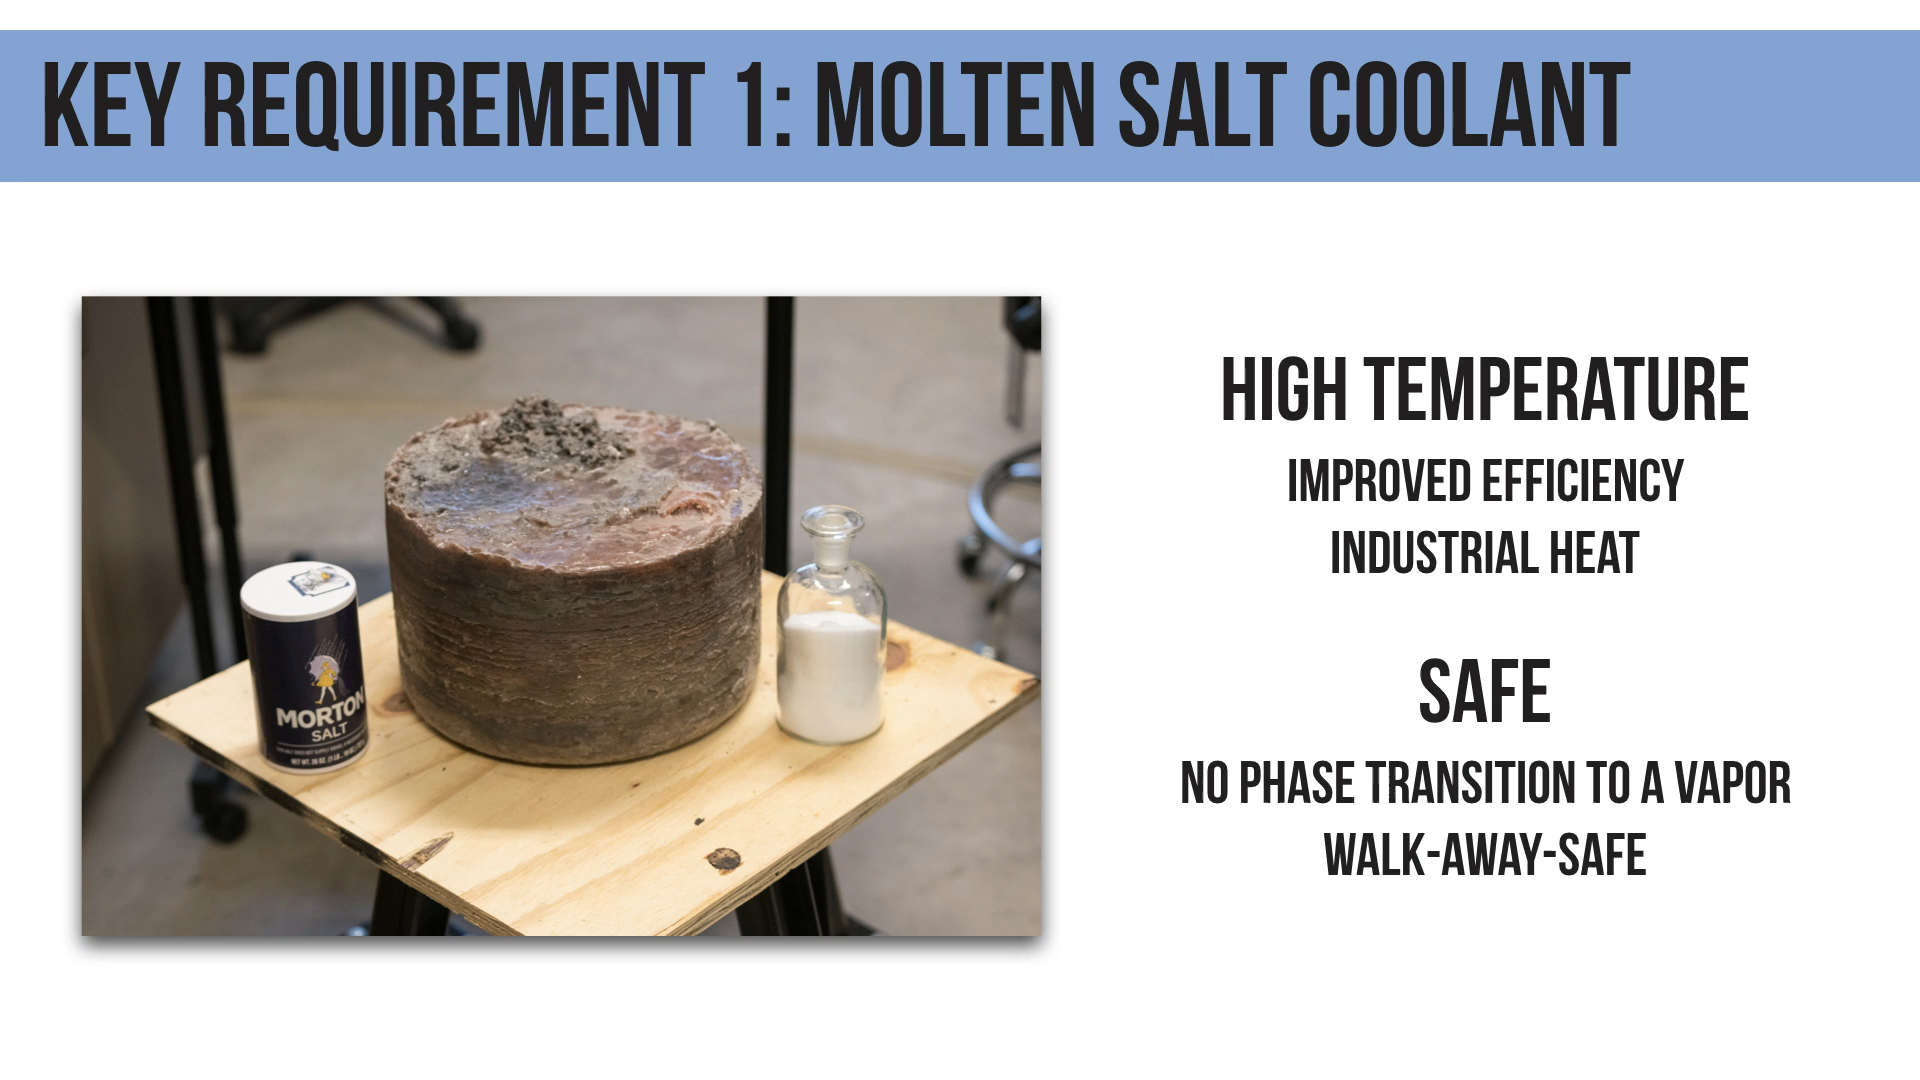 KEY REQUIREMENT 1: MOLTEN SALT COOLANT
MORTON
SALT
HIGH TEMPERATURE
IMPROVED EFFICIENCY
INDUSTRIAL HEAT
SAFE
NO PHASE TRANSITION TO A VAPOR
WALK-AWAY-SAFE